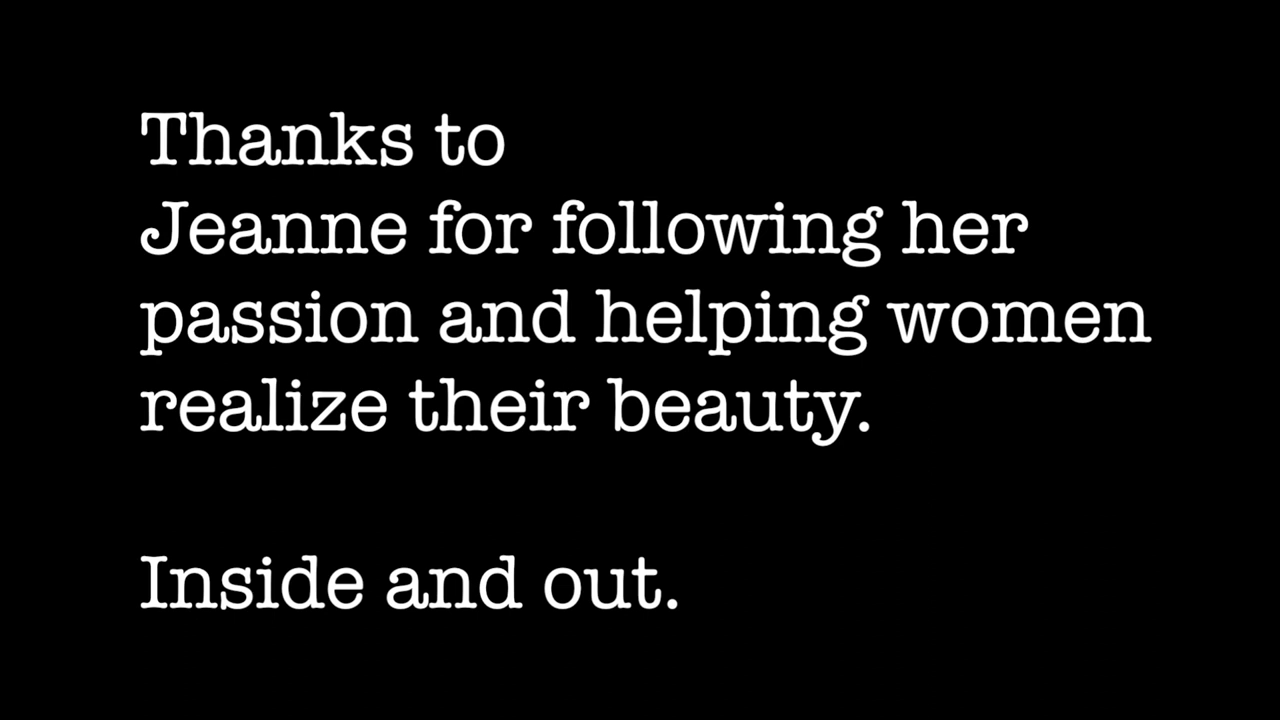 Thanks to
Jeanne for following her
passion and helping women
realize their beauty.
Inside and out.